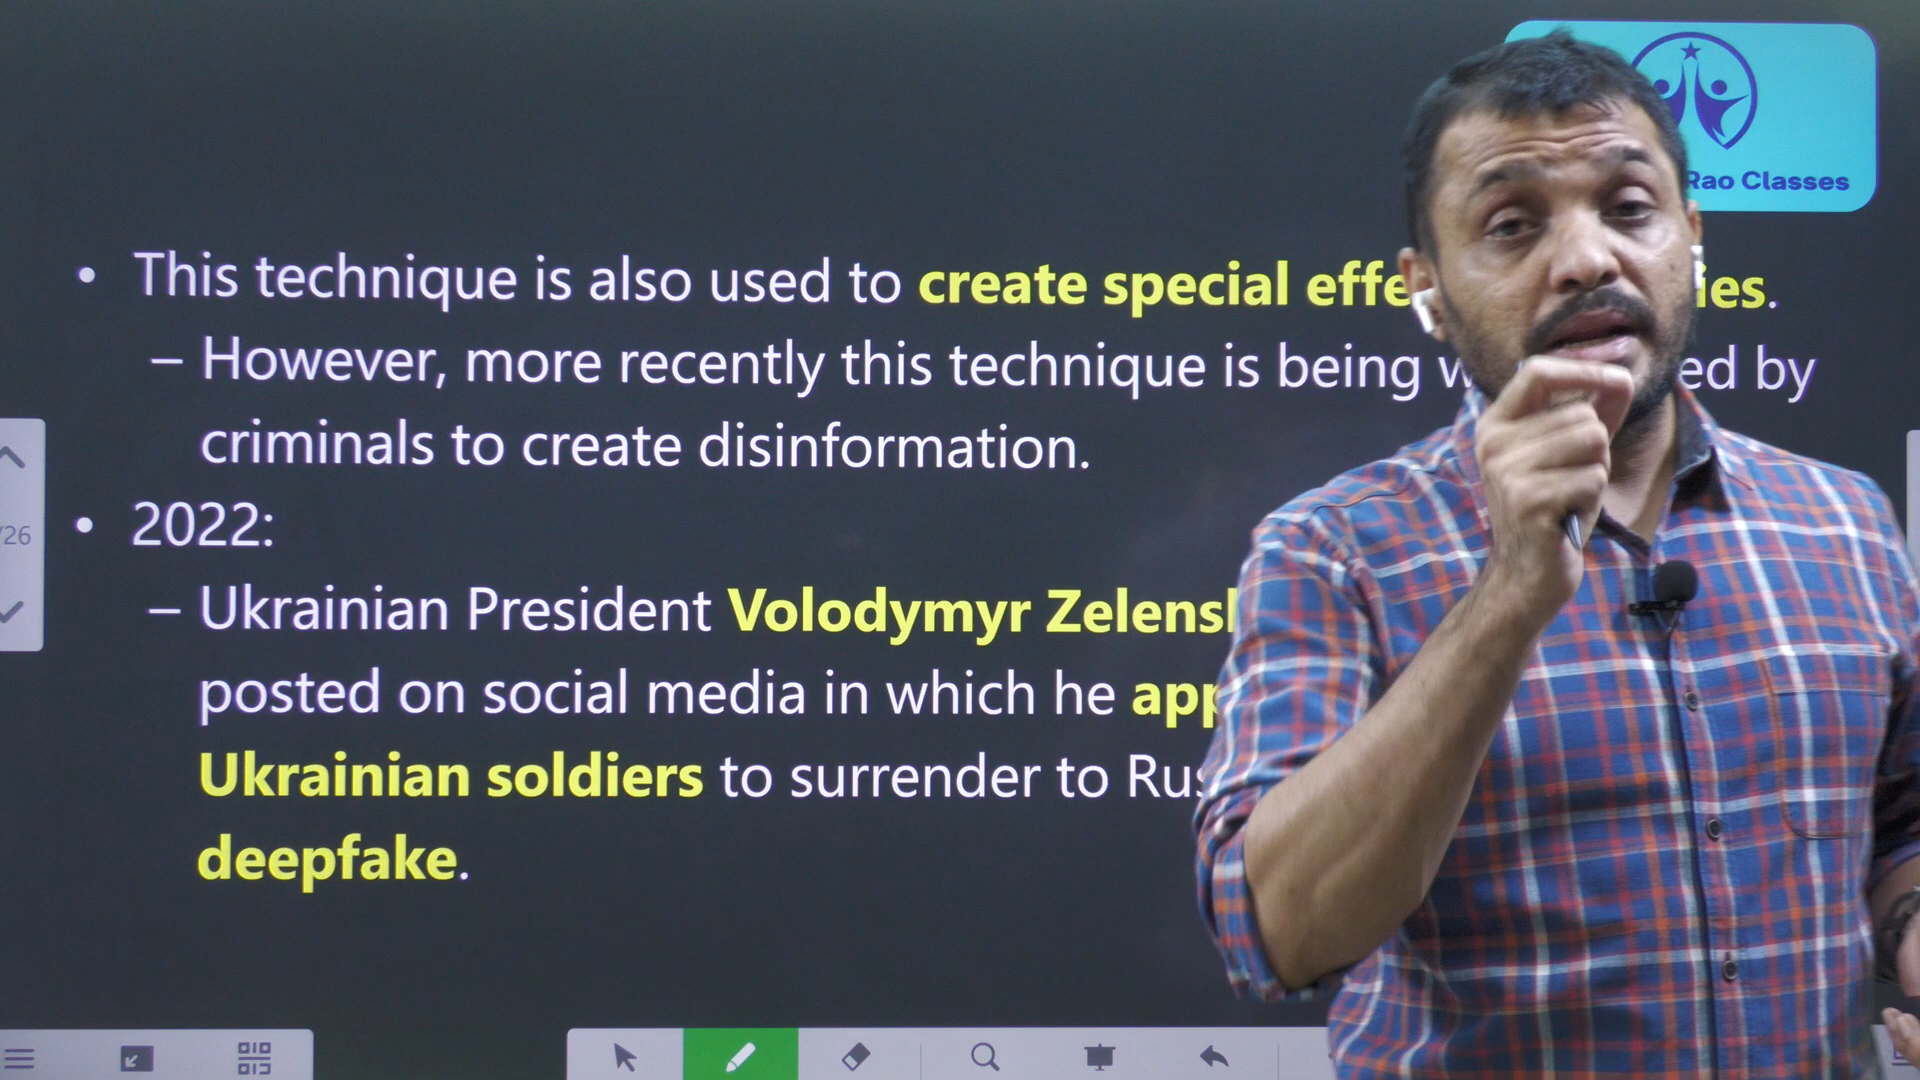 Rao Classes
• This technique is also used to create special effe ies.
– However, more recently this technique is being w ed by
criminals to create disinformation.
• 2022:
– Ukrainian President Volodymyr Zelens
posted on social media in which he app
Ukrainian soldiers to surrender to Rus
deepfake.
/26